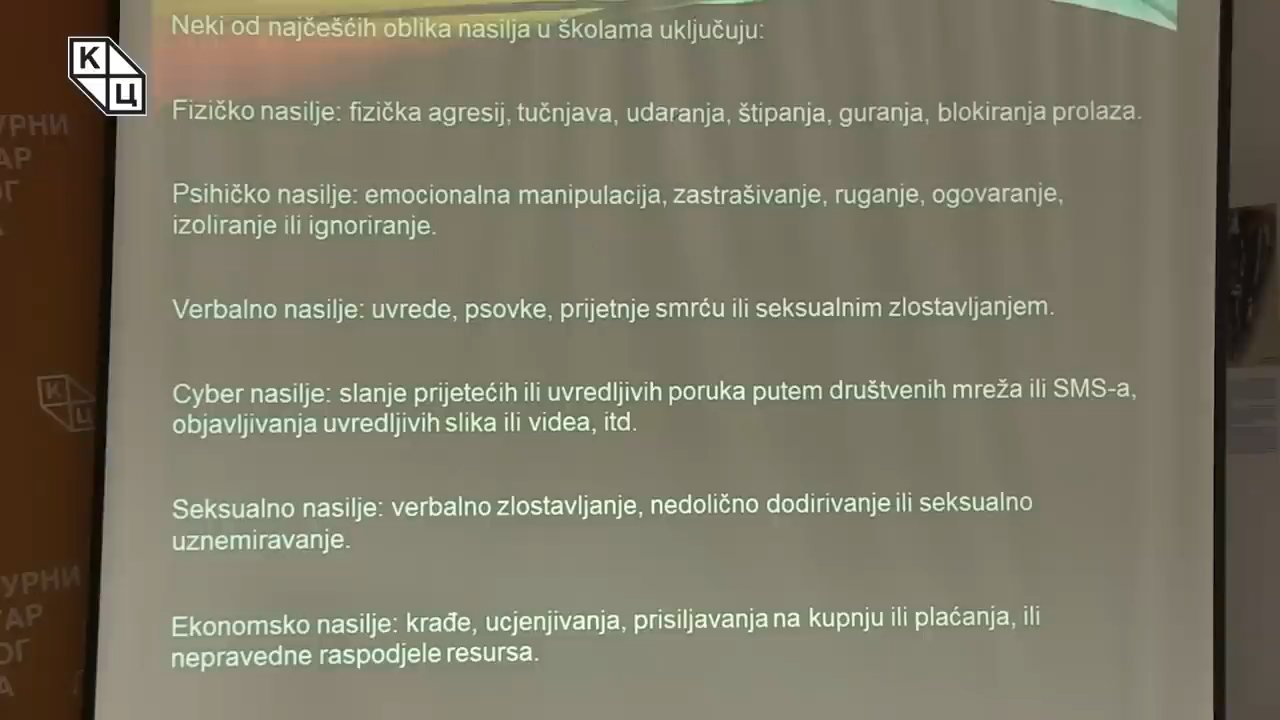 Neki od najčešćih oblika nasilja u školama uključuju:
К
Ц
Fizičko nasilje: fizička agresij, tučnjava, udaranja, štipanja, guranja, blokiranja prolaza.
Psihičko nasilje: emocionalna manipulacija, zastrašivanje, ruganje, ogovaranje,
izoliranje ili ignoriranje.
Verbalno nasilje: uvrede, psovke, prijetnje smrću ili seksualnim zlostavljanjem.
Cyber nasilje: slanje prijetećih ili uvredljivih poruka putem društvenih mreža ili SMS-a,
objavljivanja uvredljivih slika ili videa, itd.
К
Ц
Seksualno nasilje: verbalno zlostavljanje, nedolično dodirivanje ili seksualno
uznemiravanje.
Ekonomsko nasilje: krađe, ucjenjivanja, prisiljavanja na kupnju ili plaćanja, ili
nepravedne raspodjele resursa.